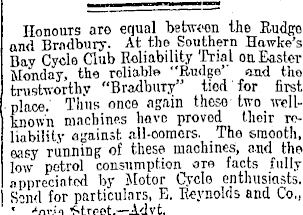 Honours are equal between the Rudge
and Bradbury. At the Southern Hawke's
Bay Cycle Club Reliability Trial on Easter
Monday, the reliable "Rudge" and the
trustworthy "Bradbury" tied for first
place. Thus once again these two well-
known machines have proved their re-
liability against all-comers. The smooth,
easy running of these machines, and the
low petrol consumption are facts fully
appreciated by Motor Cycle enthusiasts.
Send for particulars, E. Reynolds and Co.,
Street.—Advt.